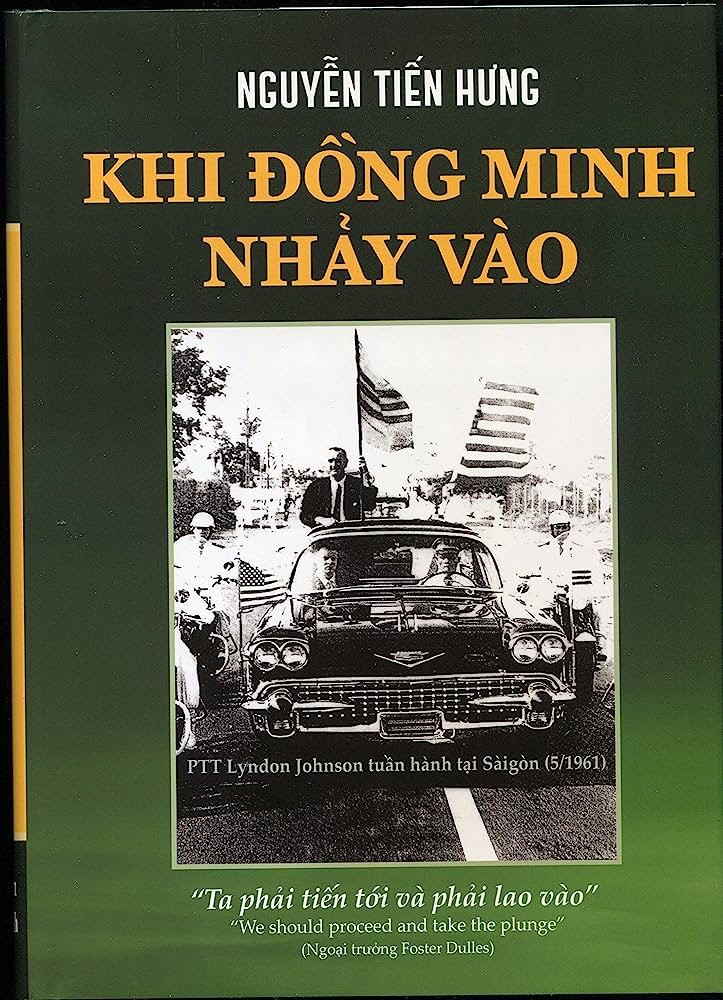 NGUYỄN TIẾN HƯNG
KHI ĐỒNG MINH
NHẢY VÀO
PTT Lyndon Johnson tuần hành tại Sàigòn (5/1961)
“Ta phải tiến tới và phải lao vào”
“We should proceed and take the plunge”
(Ngoại trưởng Foster Dulles)